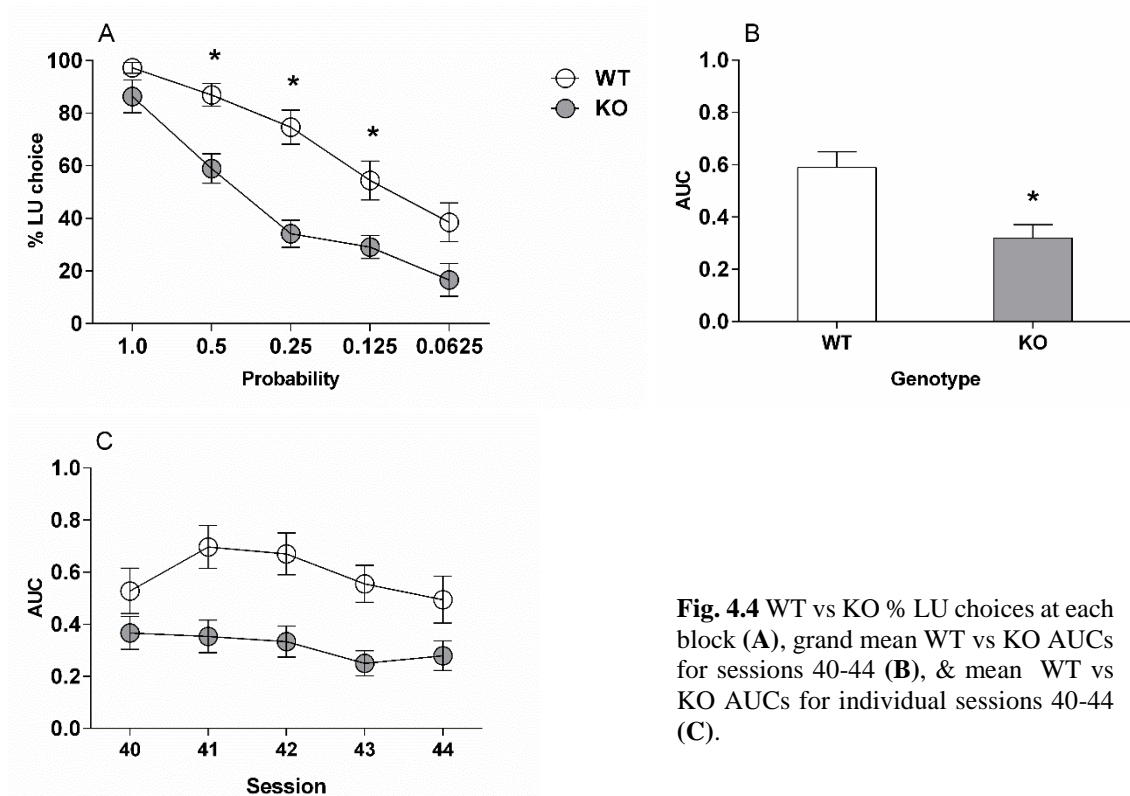 A
100
80
60
40
20
0
% LU choice
* * *
1.0 0.5 0.25 0.125 0.0625
Probability
WT
KO
B
1.0
0.8
0.6
0.4
0.2
0.0
AUC
*
WT KO
Genotype
C
1.0
0.8
0.6
0.4
0.2
0.0
AUC
40 41 42 43 44
Session
Fig. 4.4 WT vs KO % LU choices at each
block (A), grand mean WT vs KO AUCs
for sessions 40-44 (B), & mean WT vs
KO AUCs for individual sessions 40-44
(C).